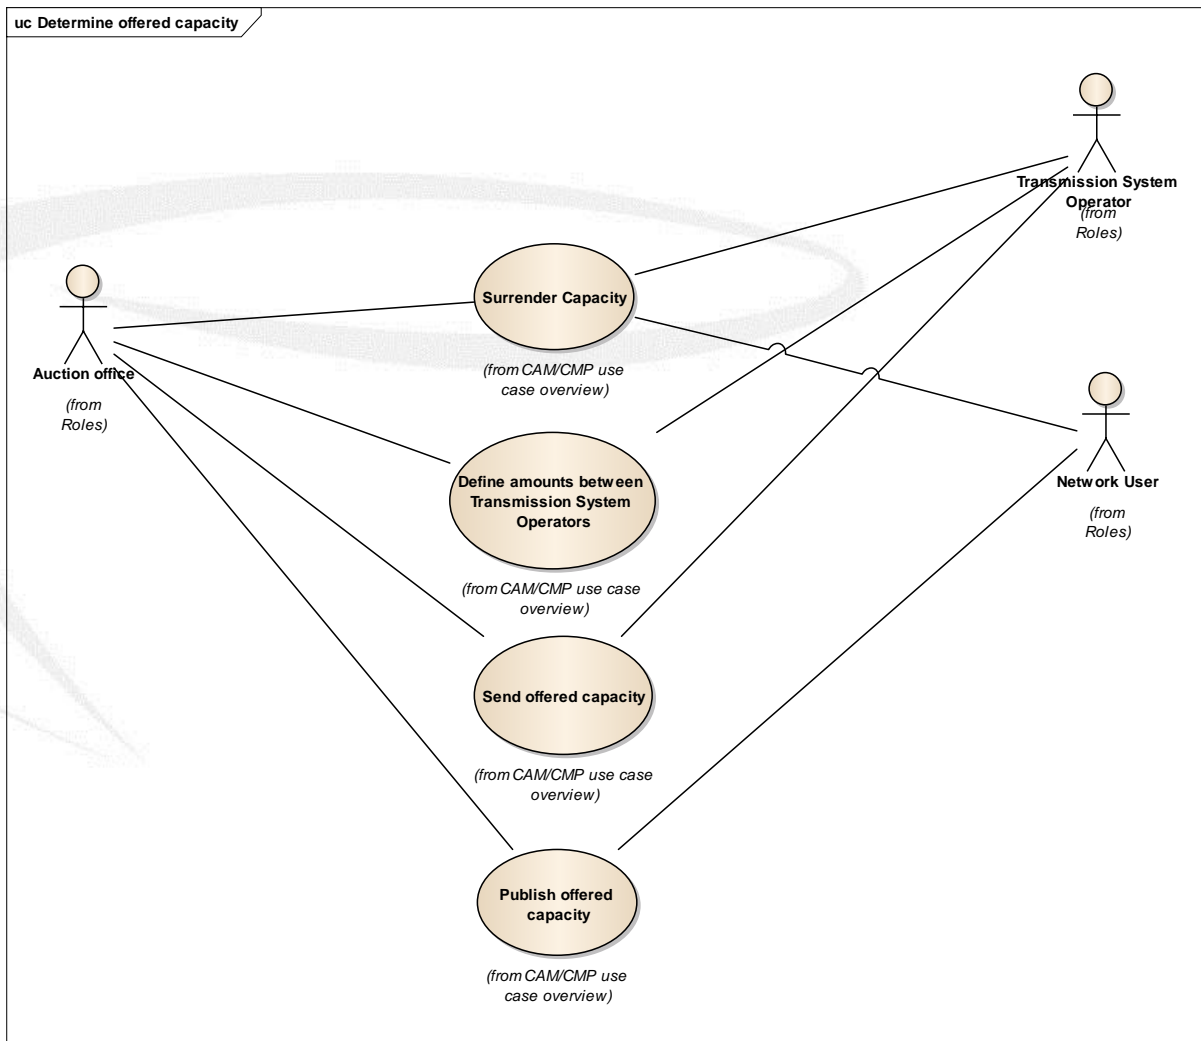 uc Determine offered capacity
Transmission System
Operator
(from
Roles)
Surrender Capacity
(from CAM/CMP use
case overview)
Auction office
(from
Roles)
Network User
(from
Roles)
Define amounts between
Transmission System
Operators
(from CAM/CMP use case
overview)
Send offered capacity
(from CAM/CMP use case
overview)
Publish offered
capacity
(from CAM/CMP use
case overview)